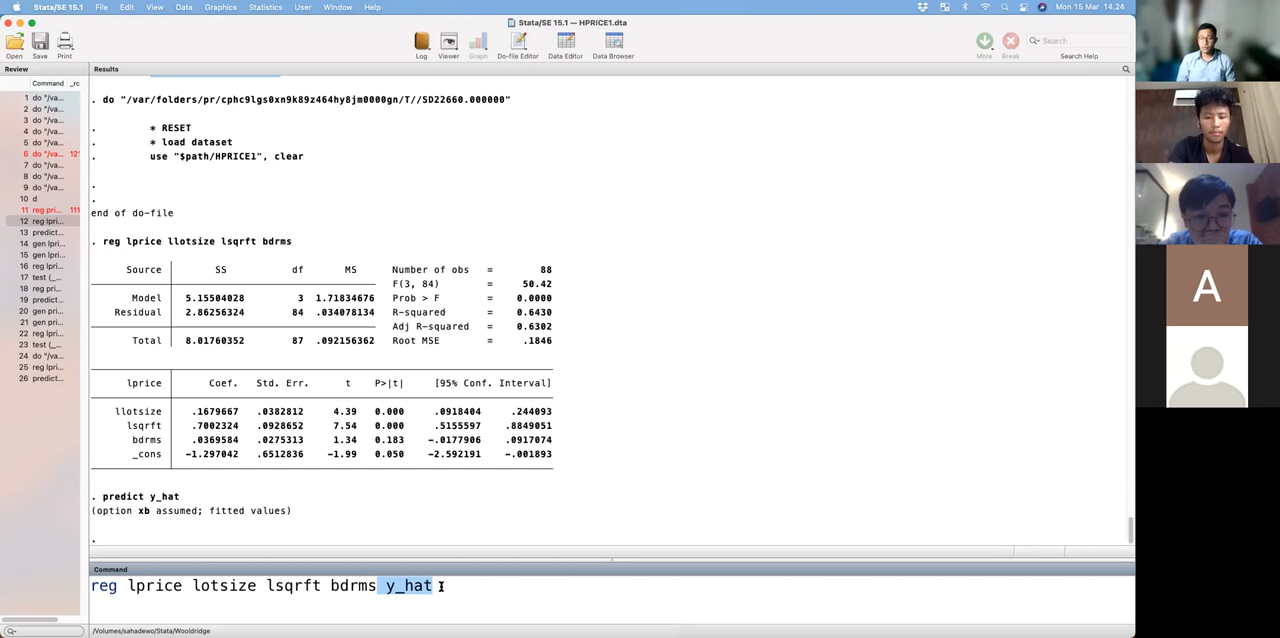 Stata/SE 15.1 File Edit View Data Graphics Statistics User Window Help Mon 15 Mar 14.24
Stata/SE 15.1 — HPRICE1.dta
Open Save Print Log Viewer Graph Do-file Editor Data Editor Data Browser More Break Search Help
Search
Review
Results
Command _rc
1 do "/va...
2 do "/va...
3 do "/va...
4 do "/va...
5 do "/va...
6 do "/va... 121
7 do "/va...
8 do "/va...
9 do "/va...
10 d
11 reg pri... 111
12 reg lpri...
13 predict...
14 gen lpri...
15 gen lpri...
16 reg lpri...
17 test (_...
18 reg pri...
19 predict...
20 gen pri...
21 gen pri...
22 reg pri...
23 test (_...
24 do "/va...
25 reg lpri...
26 predict...
. do "/var/folders/pr/cphc9lgs0xn9k89z464hy8jm0000gn/T//SD22660.000000"
. * RESET
. * load dataset
. use "$path/HPRICE1", clear
.
.
end of do-file
. reg lprice llotsize lsqrft bdrms
Source SS df MS Number of obs = 88
F(3, 84) = 50.42
Model 5.15504028 3 1.71834676 Prob > F = 0.0000
Residual 2.86256324 84 .034078134 R-squared = 0.6430
Adj R-squared = 0.6302
Total 8.01760352 87 .092156362 Root MSE = .1846
lprice Coef. Std. Err. t P>|t| [95% Conf. Interval]
llotsize .1679667 .0382812 4.39 0.000 .0918404 .244093
lsqrft .7002324 .0928652 7.54 0.000 .5155597 .8849051
bdrms .0369584 .0275313 1.34 0.183 -.0177906 .0917074
_cons -1.297042 .6512836 -1.99 0.050 -2.592191 -.001893
. predict y_hat
(option xb assumed; fitted values)
.
Command
reg lprice lotsize lsqrft bdrms y_hat
/Volumes/sahadewo/Stata/Wooldridge
A